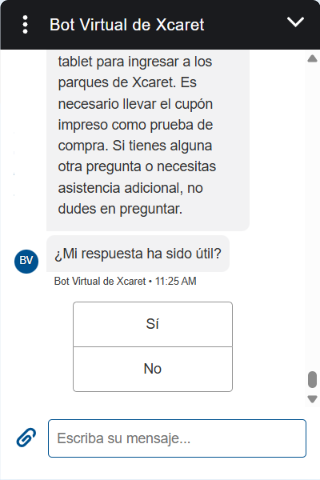 Bot Virtual de Xcaret
tablet para ingresar a los
parques de Xcaret. Es
necesario llevar el cupón
impreso como prueba de
compra. Si tienes alguna
otra pregunta o necesitas
asistencia adicional, no
dudes en preguntar.
BV
¿Mi respuesta ha sido útil?
Bot Virtual de Xcaret • 11:25 AM
Sí
No
Escriba su mensaje...